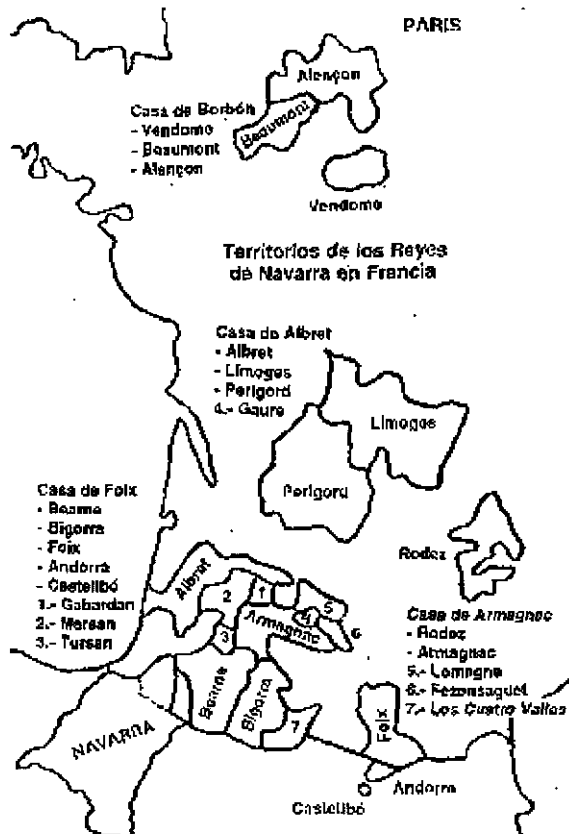 PARIS
Alençon
Casa de Borbón
- Vendomo
- Beaumont
- Alençon
Beaumont
Vendomo
Territorios de los Reyes
de Navarra en Francia
Casa de Albret
- Albret
- Limoges
- Perigord
4.- Gaure
Limoges
Perigord
Casa de Foix
- Bearne
- Bigorra
- Foix
- Andorra
- Castellbó
1.- Gabardan
2.- Marsan
3.- Tursan
Rodez
Albret
2
1
5
4
6
Armagnac
3
Casa de Armagnac
- Rodez
- Armagnac
5.- Lomagne
6.- Fezensaguet
7.- Los Cuatro Valles
Bearne
Bigorra
7
Foix
NAVARRA
Andorra
Castellbó